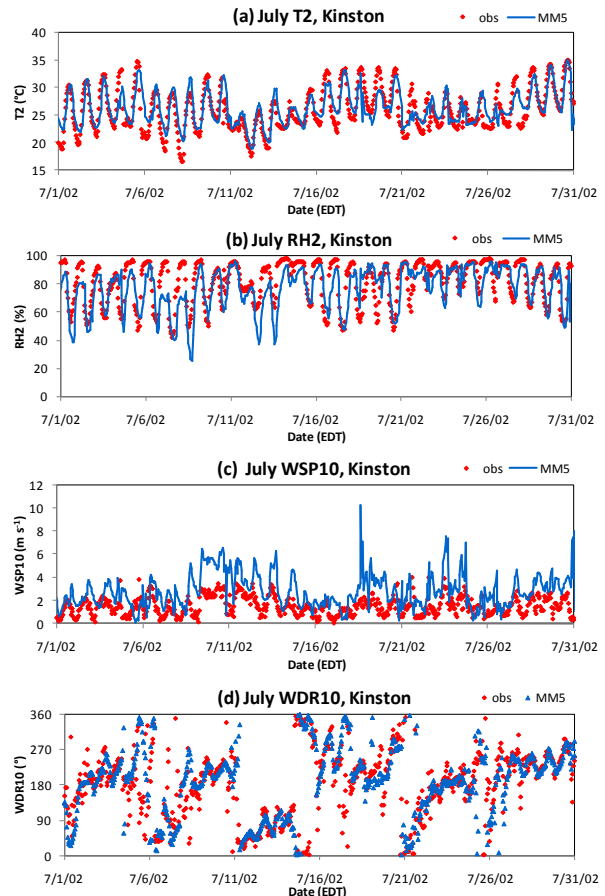 (a) July T2, Kinston
obs MM5
T2 (°C)
35
30
25
20
15
7/1/02 7/6/02 7/11/02 7/16/02 7/21/02 7/26/02 7/31/02
Date (EDT)
(b) July RH2, Kinston
obs MM5
RH2 (%)
100
80
60
40
20
0
7/1/02 7/6/02 7/11/02 7/16/02 7/21/02 7/26/02 7/31/02
Date (EDT)
(c) July WSP10, Kinston
obs MM5
WSP10 (m s⁻¹)
12
10
8
6
4
2
0
7/1/02 7/6/02 7/11/02 7/16/02 7/21/02 7/26/02 7/31/02
Date (EDT)
(d) July WDR10, Kinston
obs MM5
WDR10 (°)
360
270
180
90
0
7/1/02 7/6/02 7/11/02 7/16/02 7/21/02 7/26/02 7/31/02
Date (EDT)